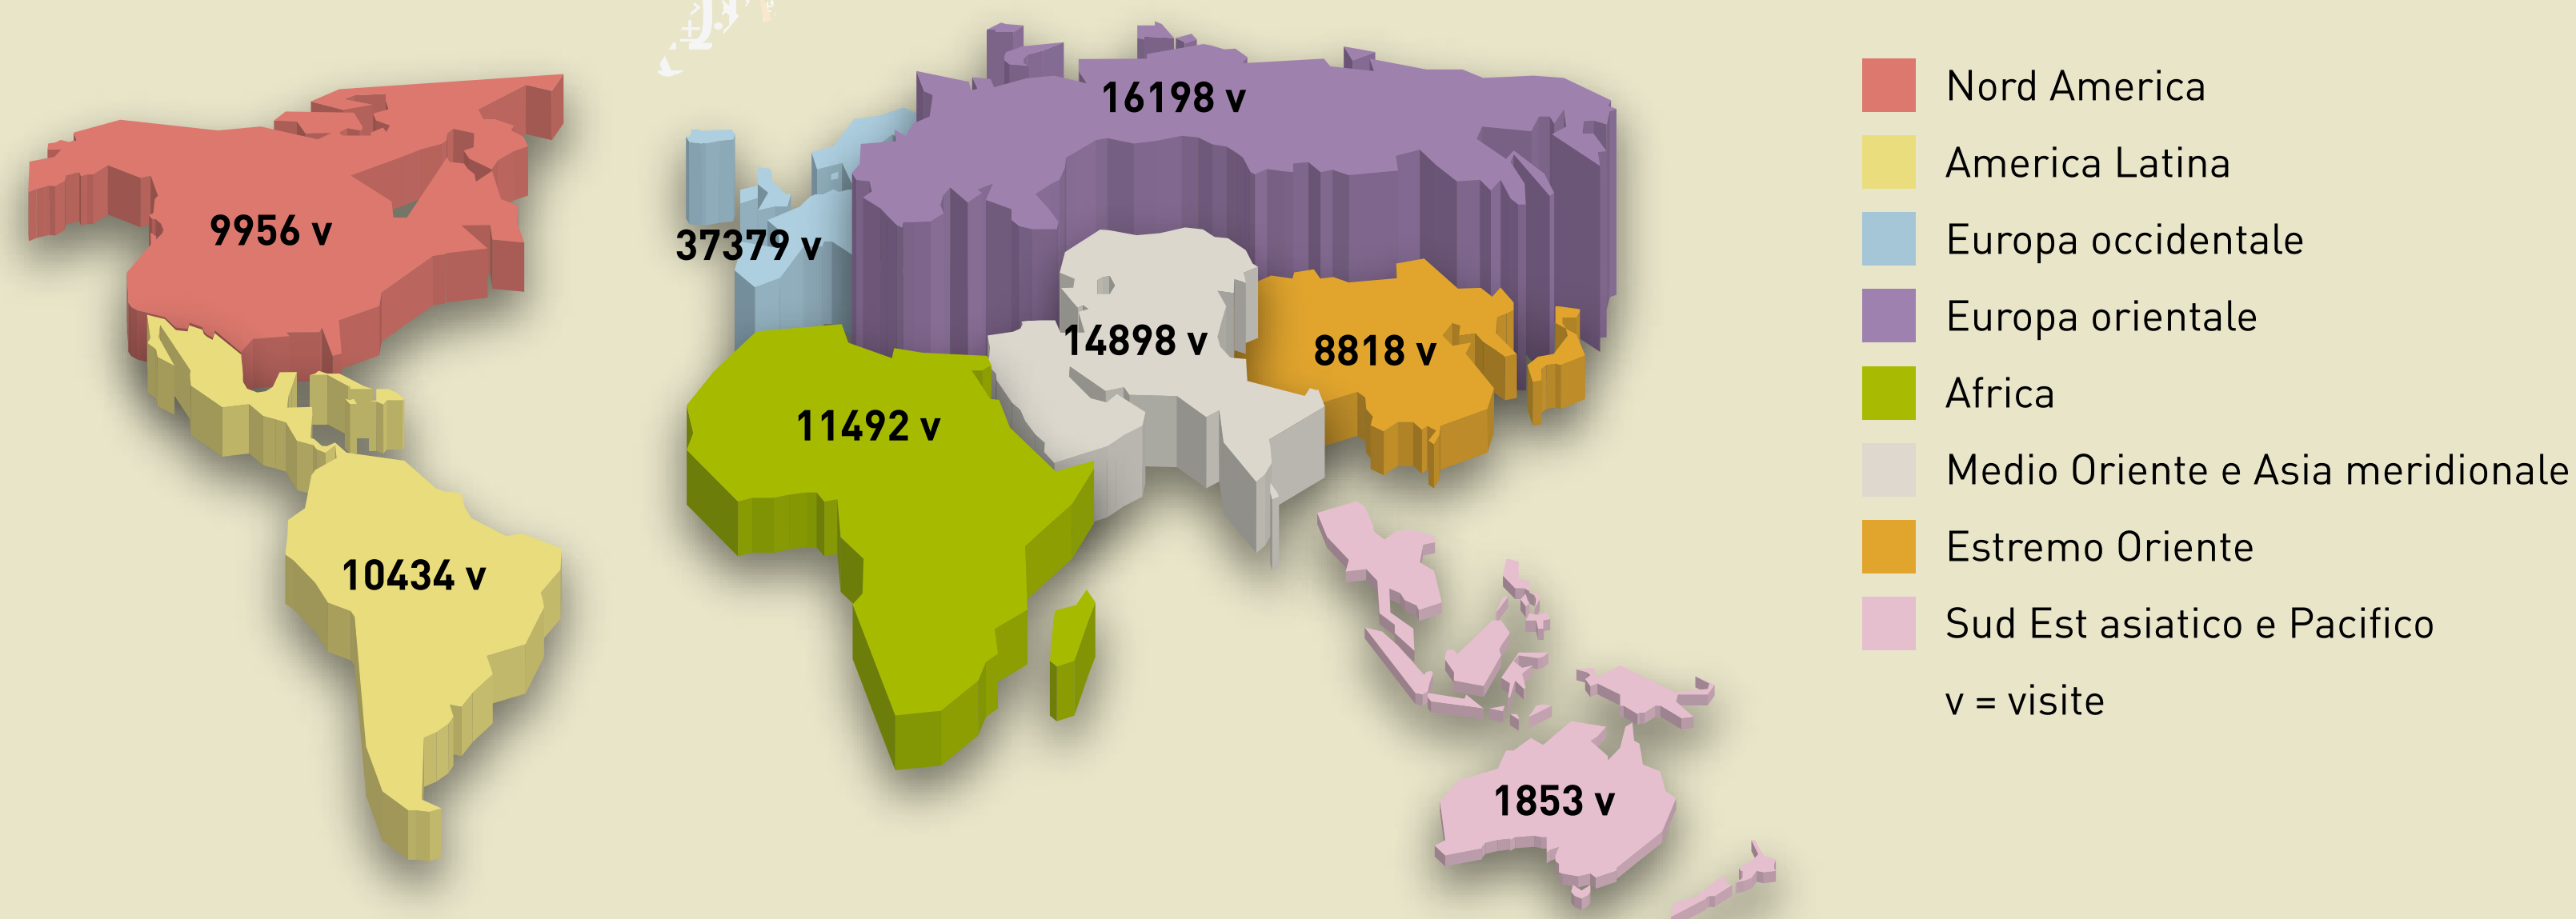 9956 v
10434 v
37379 v
16198 v
11492 v
14898 v
8818 v
1853 v
Nord America
America Latina
Europa occidentale
Europa orientale
Africa
Medio Oriente e Asia meridionale
Estremo Oriente
Sud Est asiatico e Pacifico
v = visite